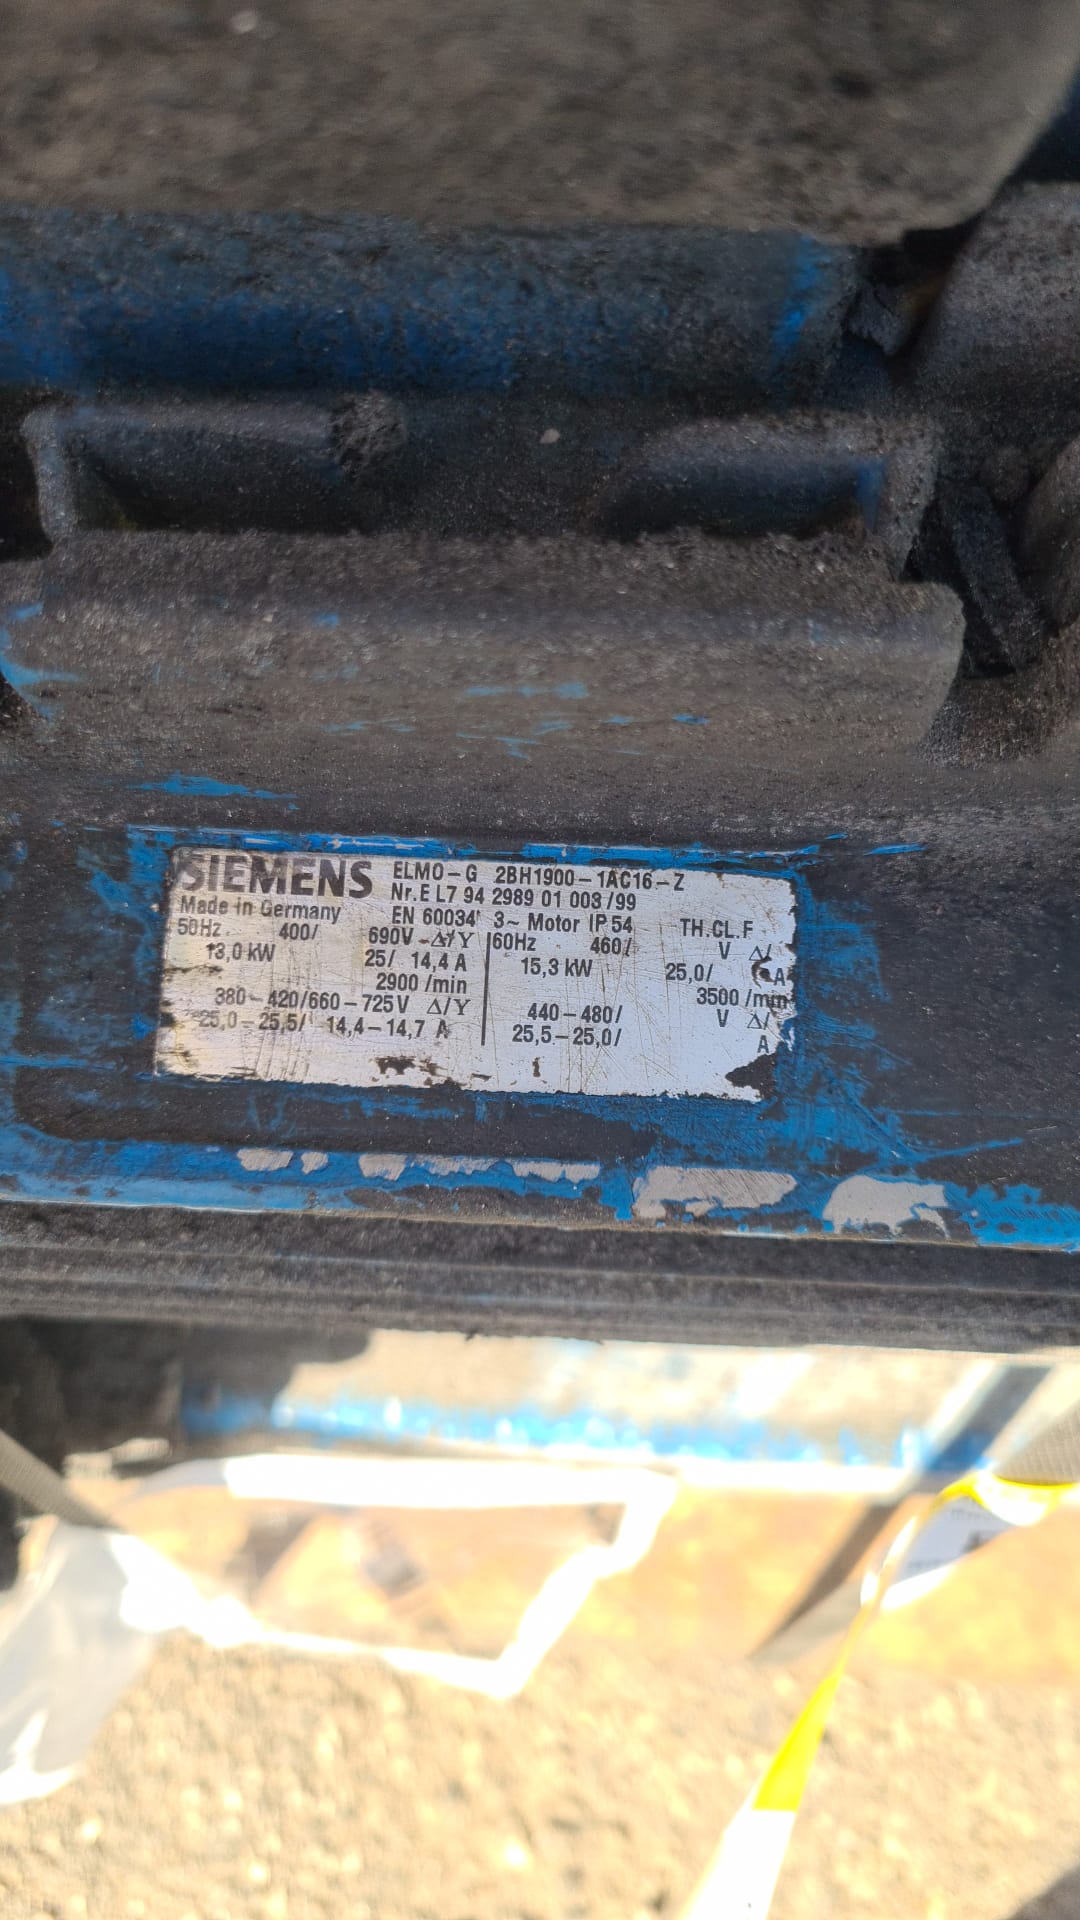 SIEMENS ELMO-G 2BH1900-1AC16-Z
Nr.E L7 94 2989 01 003/99
Made in Germany EN 60034 3~ Motor IP 54 TH.CL.F
50Hz 400/ 690V Δ/Y 60Hz 460/ V Δ/
13,0 kW 25/ 14,4 A 15,3 kW 25,0/ A
2900 /min 3500 /min
380-420/660-725V Δ/Y 440-480/ V Δ/
25,0-25,5/ 14,4-14,7 A 25,5-25,0/ A